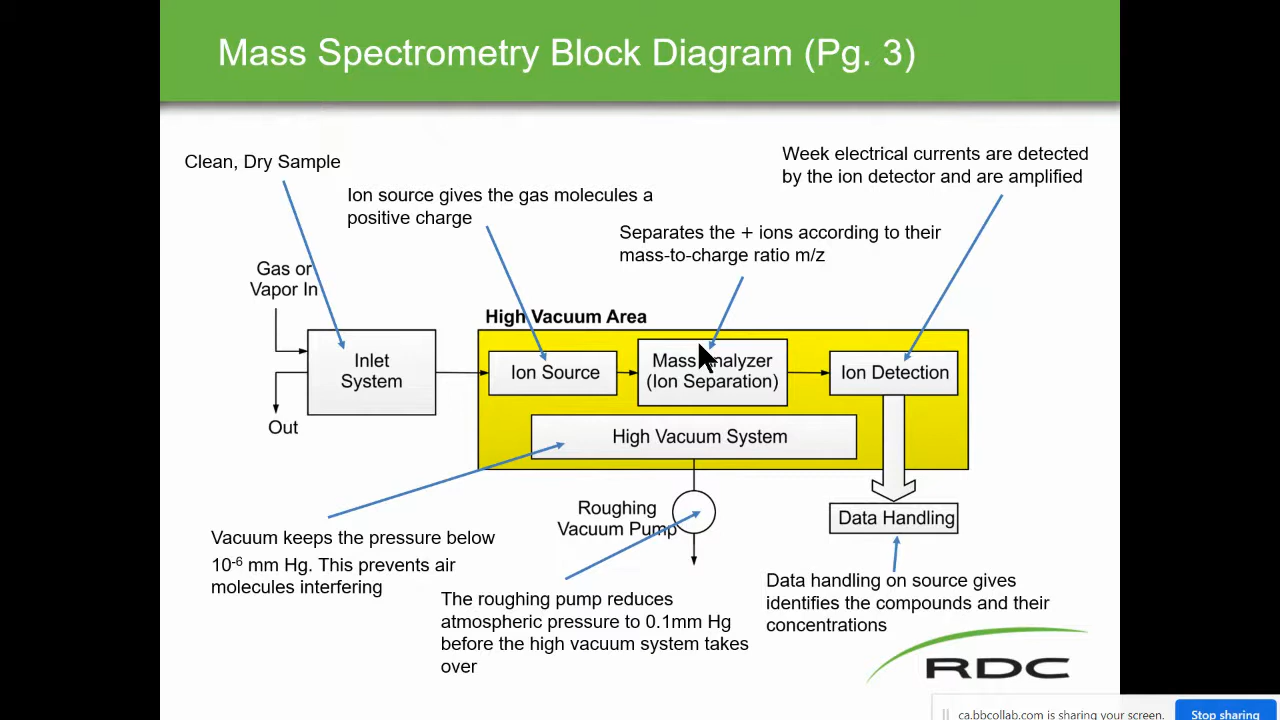 Mass Spectrometry Block Diagram (Pg. 3)
Clean, Dry Sample
Ion source gives the gas molecules a
positive charge
Week electrical currents are detected
by the ion detector and are amplified
Separates the + ions according to their
mass-to-charge ratio m/z
Gas or
Vapor In
High Vacuum Area
Inlet
System
Ion Source
Mass Analyzer
(Ion Separation)
Ion Detection
Out
High Vacuum System
Roughing
Vacuum Pump
Data Handling
Vacuum keeps the pressure below
10⁻⁶ mm Hg. This prevents air
molecules interfering
The roughing pump reduces
atmospheric pressure to 0.1mm Hg
before the high vacuum system takes
over
Data handling on source gives
identifies the compounds and their
concentrations
RDC
ca.bbcollab.com is sharing your screen.
Stop sharing